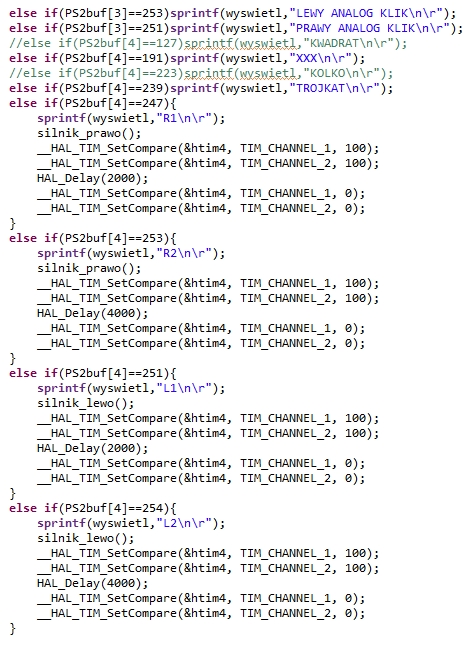 else if(PS2buf[3]==253)sprintf(wyswietl,"LEWY ANALOG KLIK\n\r");
else if(PS2buf[3]==251)sprintf(wyswietl,"PRAWY ANALOG KLIK\n\r");
//else if(PS2buf[4]==127)sprintf(wyswietl,"KWADRAT\n\r");
else if(PS2buf[4]==191)sprintf(wyswietl,"XXX\n\r");
//else if(PS2buf[4]==223)sprintf(wyswietl,"KOLKO\n\r");
else if(PS2buf[4]==239)sprintf(wyswietl,"TROJKAT\n\r");
else if(PS2buf[4]==247){
    sprintf(wyswietl,"R1\n\r");
    silnik_prawo();
    __HAL_TIM_SetCompare(&htim4, TIM_CHANNEL_1, 100);
    __HAL_TIM_SetCompare(&htim4, TIM_CHANNEL_2, 100);
    HAL_Delay(2000);
    __HAL_TIM_SetCompare(&htim4, TIM_CHANNEL_1, 0);
    __HAL_TIM_SetCompare(&htim4, TIM_CHANNEL_2, 0);
}
else if(PS2buf[4]==253){
    sprintf(wyswietl,"R2\n\r");
    silnik_prawo();
    __HAL_TIM_SetCompare(&htim4, TIM_CHANNEL_1, 100);
    __HAL_TIM_SetCompare(&htim4, TIM_CHANNEL_2, 100);
    HAL_Delay(4000);
    __HAL_TIM_SetCompare(&htim4, TIM_CHANNEL_1, 0);
    __HAL_TIM_SetCompare(&htim4, TIM_CHANNEL_2, 0);
}
else if(PS2buf[4]==251){
    sprintf(wyswietl,"L1\n\r");
    silnik_lewo();
    __HAL_TIM_SetCompare(&htim4, TIM_CHANNEL_1, 100);
    __HAL_TIM_SetCompare(&htim4, TIM_CHANNEL_2, 100);
    HAL_Delay(2000);
    __HAL_TIM_SetCompare(&htim4, TIM_CHANNEL_1, 0);
    __HAL_TIM_SetCompare(&htim4, TIM_CHANNEL_2, 0);
}
else if(PS2buf[4]==254){
    sprintf(wyswietl,"L2\n\r");
    silnik_lewo();
    __HAL_TIM_SetCompare(&htim4, TIM_CHANNEL_1, 100);
    __HAL_TIM_SetCompare(&htim4, TIM_CHANNEL_2, 100);
    HAL_Delay(4000);
    __HAL_TIM_SetCompare(&htim4, TIM_CHANNEL_1, 0);
    __HAL_TIM_SetCompare(&htim4, TIM_CHANNEL_2, 0);
}